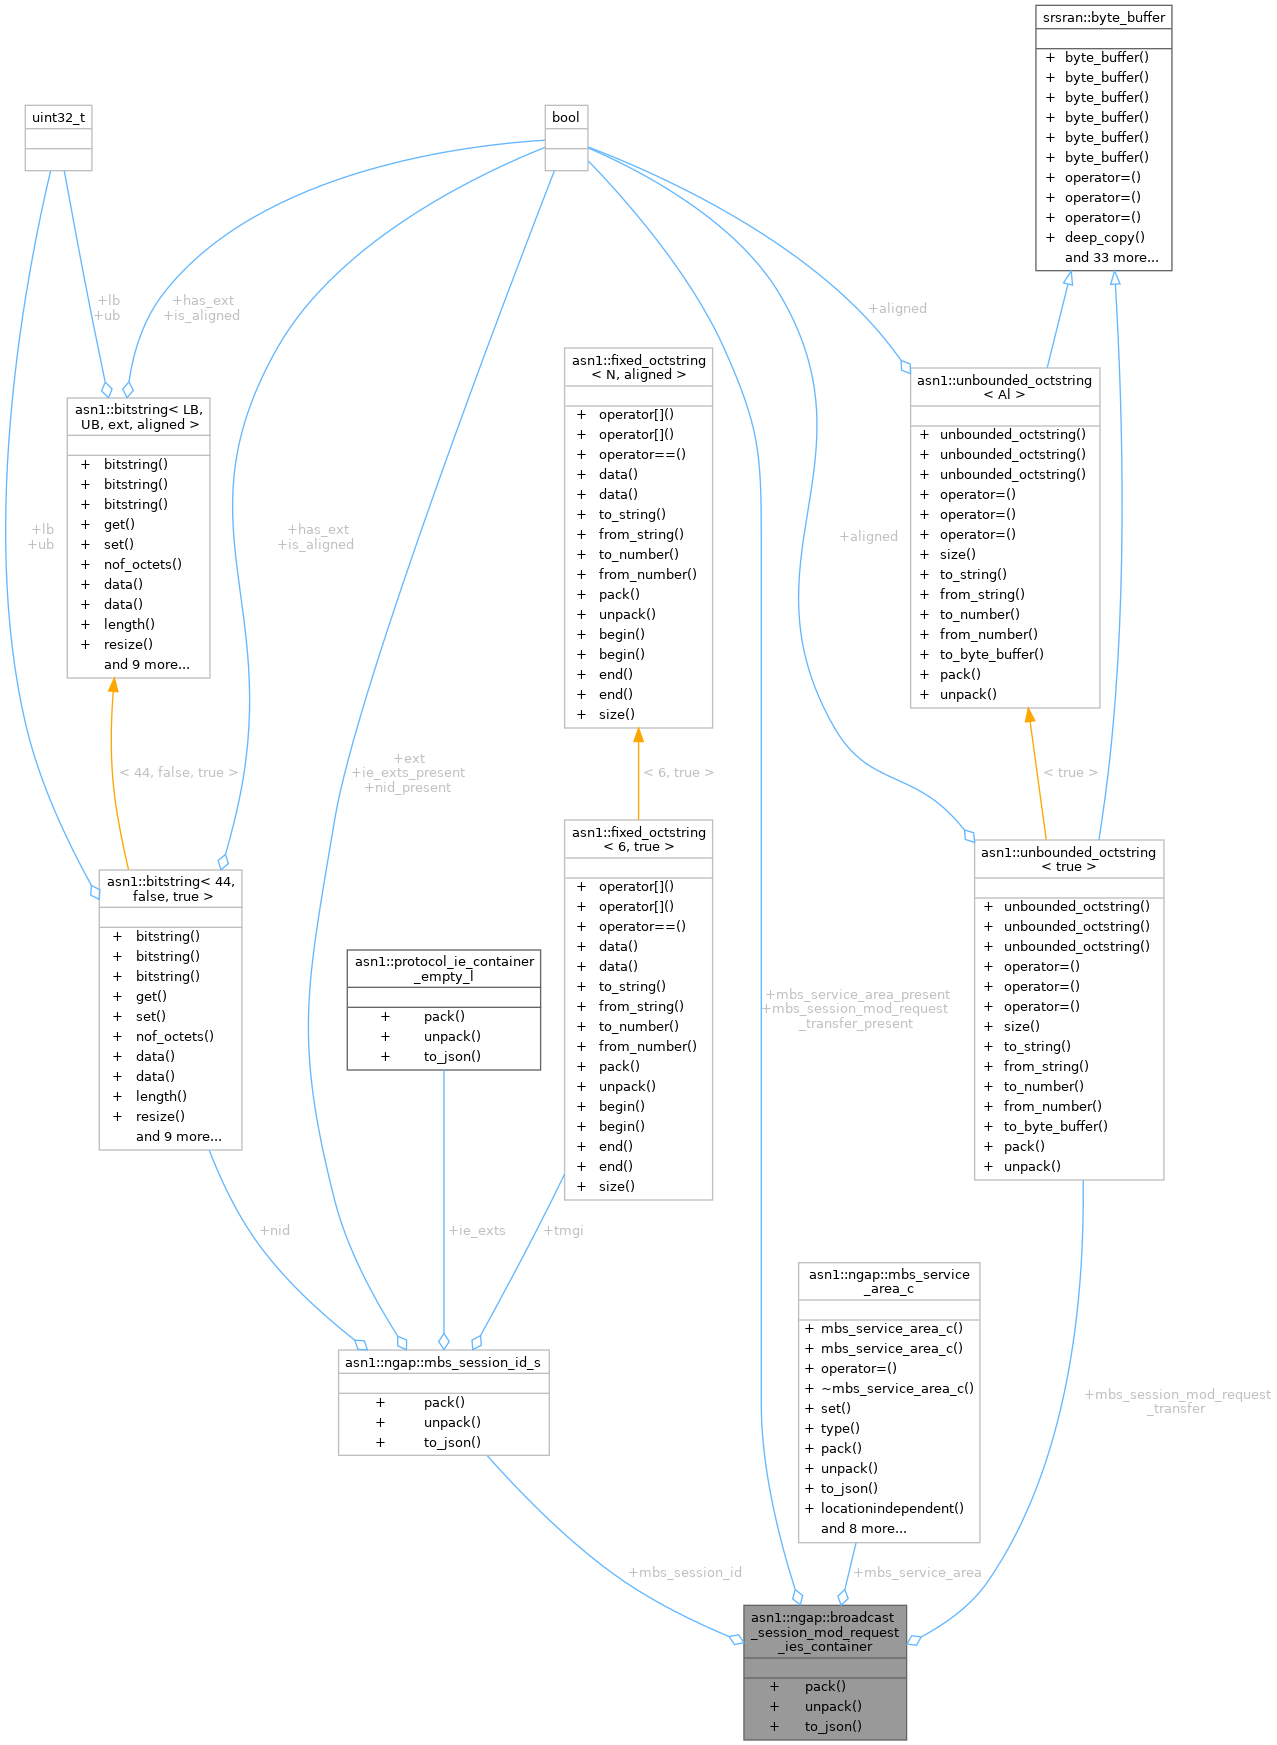 srsran::byte_buffer
+ byte_buffer()
+ byte_buffer()
+ byte_buffer()
+ byte_buffer()
+ byte_buffer()
+ byte_buffer()
+ operator=()
+ operator=()
+ operator=()
+ deep_copy()
and 33 more...
uint32_t
bool
+lb
+ub
+has_ext
+is_aligned
+aligned
asn1::fixed_octstring
< N, aligned >
+ operator[]()
+ operator[]()
+ operator==()
+ data()
+ data()
+ to_string()
+ from_string()
+ to_number()
+ from_number()
+ pack()
+ unpack()
+ begin()
+ begin()
+ end()
+ end()
+ size()
asn1::unbounded_octstring
< Al >
+ unbounded_octstring()
+ unbounded_octstring()
+ unbounded_octstring()
+ operator=()
+ operator=()
+ operator=()
+ size()
+ to_string()
+ from_string()
+ to_number()
+ from_number()
+ to_byte_buffer()
+ pack()
+ unpack()
asn1::bitstring< LB,
UB, ext, aligned >
+ bitstring()
+ bitstring()
+ bitstring()
+ get()
+ set()
+ nof_octets()
+ data()
+ data()
+ length()
+ resize()
and 9 more...
+lb
+ub
+has_ext
+is_aligned
+aligned
< 44, false, true >
+ext
+ie_exts_present
+nid_present
< 6, true >
< true >
asn1::fixed_octstring
< 6, true >
+ operator[]()
+ operator[]()
+ operator==()
+ data()
+ data()
+ to_string()
+ from_string()
+ to_number()
+ from_number()
+ pack()
+ unpack()
+ begin()
+ begin()
+ end()
+ end()
+ size()
asn1::unbounded_octstring
< true >
+ unbounded_octstring()
+ unbounded_octstring()
+ unbounded_octstring()
+ operator=()
+ operator=()
+ operator=()
+ size()
+ to_string()
+ from_string()
+ to_number()
+ from_number()
+ to_byte_buffer()
+ pack()
+ unpack()
asn1::bitstring< 44,
false, true >
+ bitstring()
+ bitstring()
+ bitstring()
+ get()
+ set()
+ nof_octets()
+ data()
+ data()
+ length()
+ resize()
and 9 more...
asn1::protocol_ie_container
_empty_l
+ pack()
+ unpack()
+ to_json()
+mbs_service_area_present
+mbs_session_mod_request
_transfer_present
+nid
+ie_exts
+tmgi
asn1::ngap::mbs_service
_area_c
+ mbs_service_area_c()
+ mbs_service_area_c()
+ operator=()
+ ~mbs_service_area_c()
+ set()
+ type()
+ pack()
+ unpack()
+ to_json()
+ locationindependent()
and 8 more...
asn1::ngap::mbs_session_id_s
+ pack()
+ unpack()
+ to_json()
+mbs_session_mod_request
_transfer
+mbs_session_id
+mbs_service_area
asn1::ngap::broadcast
_session_mod_request
_ies_container
+ pack()
+ unpack()
+ to_json()